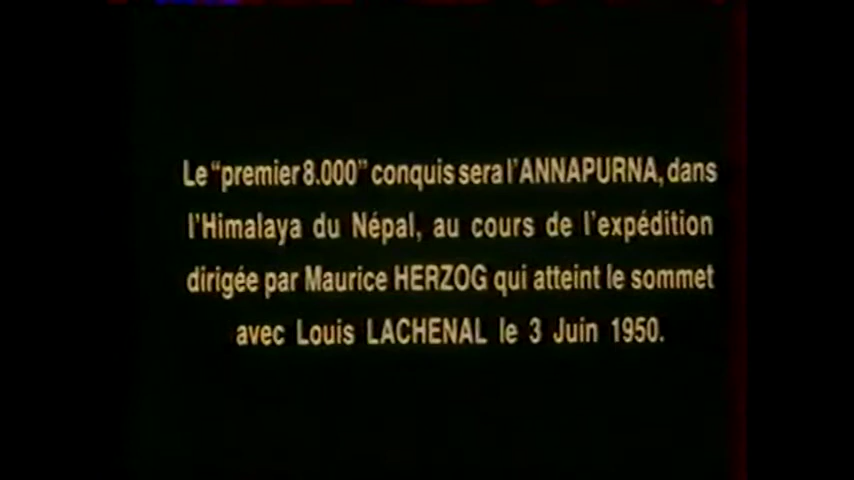 Le "premier 8.000" conquis sera l'ANNAPURNA, dans
l'Himalaya du Népal, au cours de l'expédition
dirigée par Maurice HERZOG qui atteint le sommet
avec Louis LACHENAL le 3 Juin 1950.